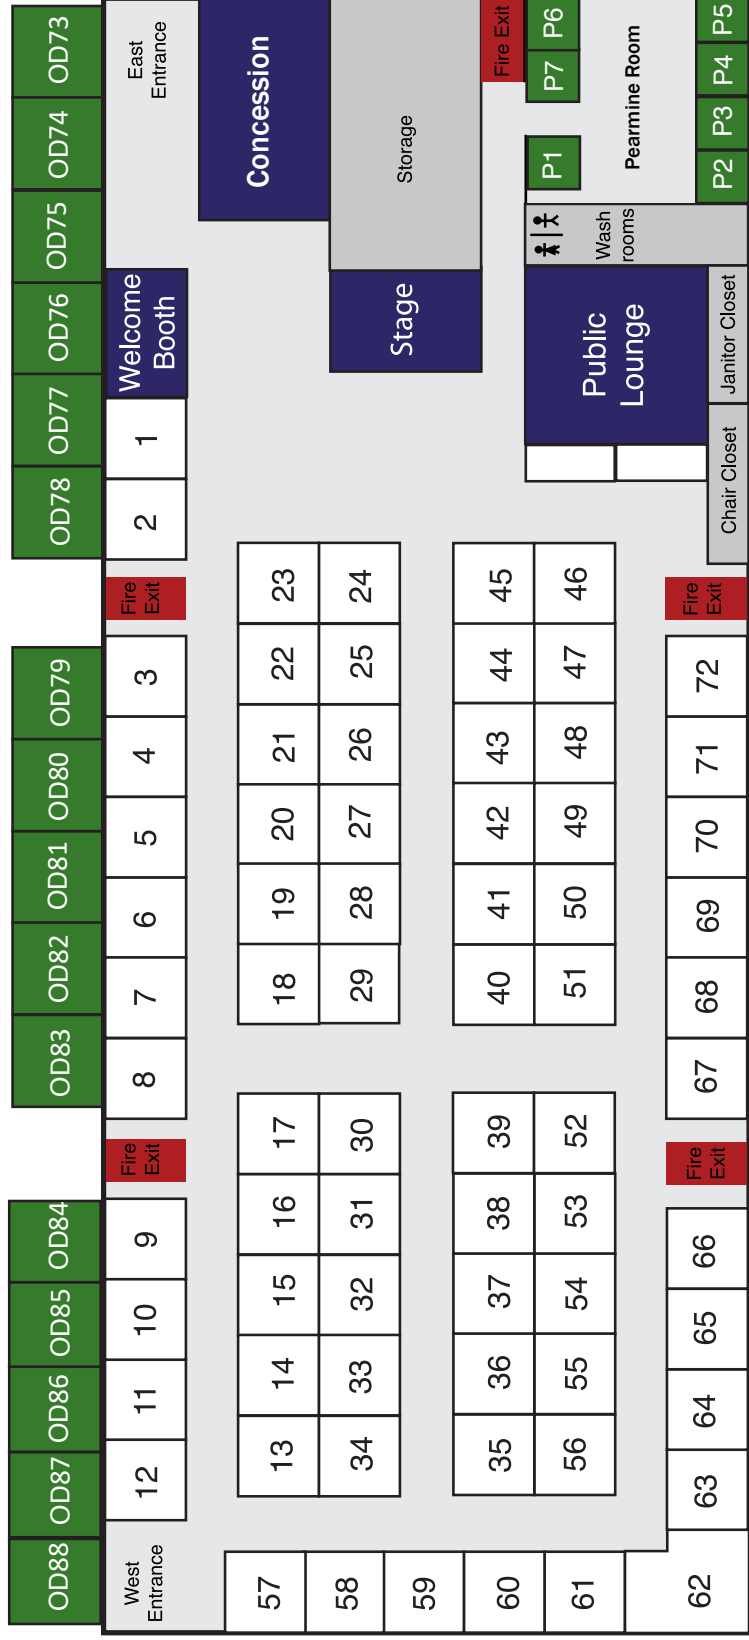 OD73
OD74
OD75
OD76
OD77
OD78
OD79
OD80
OD81
OD82
OD83
OD84
OD85
OD86
OD87
OD88
East
Entrance
Welcome
Booth
1
2
Fire
Exit
3
4
5
6
7
8
Fire
Exit
9
10
11
12
West
Entrance
Concession
Storage
Stage
Fire Exit
P6
P7
P1
Pearmine Room
P5
P4
P3
P2
Wash
rooms
Public
Lounge
Janitor Closet
Chair Closet
23
22
21
20
19
18
17
16
15
14
13
24
25
26
27
28
29
30
31
32
33
34
45
44
43
42
41
40
39
38
37
36
35
46
47
48
49
50
51
52
53
54
55
56
Fire
Exit
72
71
70
69
68
67
Fire
Exit
66
65
64
63
57
58
59
60
61
62